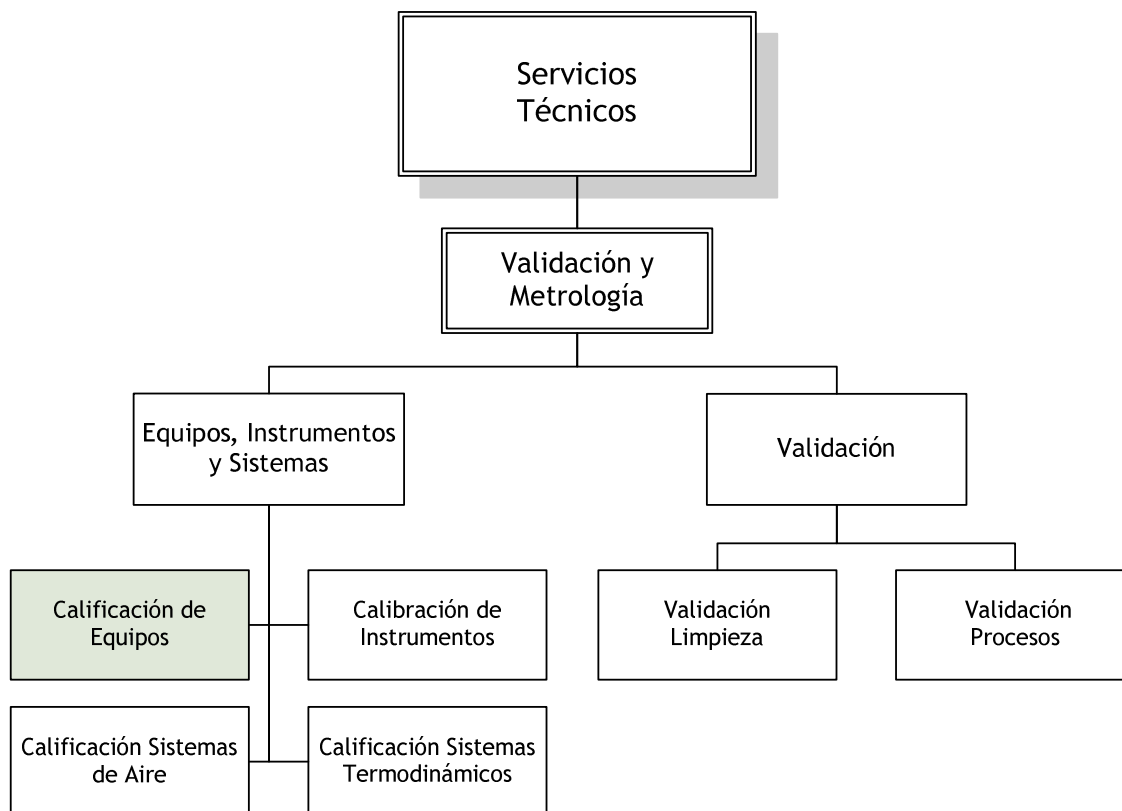 Servicios
Técnicos
Validación y
Metrología
Equipos, Instrumentos
y Sistemas
Validación
Calificación de
Equipos
Calibración de
Instrumentos
Validación
Limpieza
Validación
Procesos
Calificación Sistemas
de Aire
Calificación Sistemas
Termodinámicos